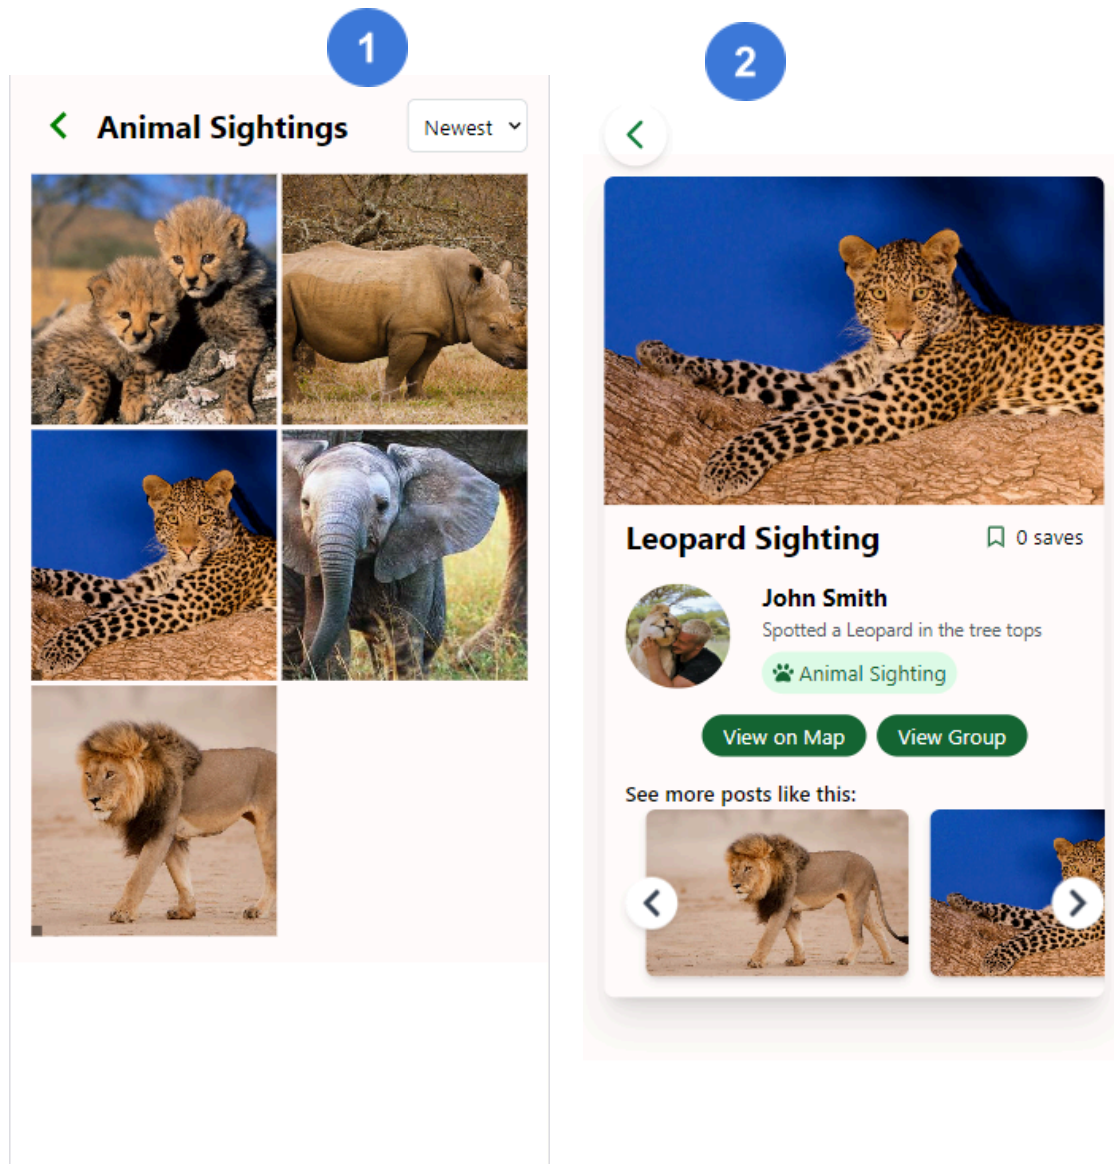 1
Animal Sightings
Newest
2
Leopard Sighting
0 saves
John Smith
Spotted a Leopard in the tree tops
Animal Sighting
View on Map
View Group
See more posts like this: